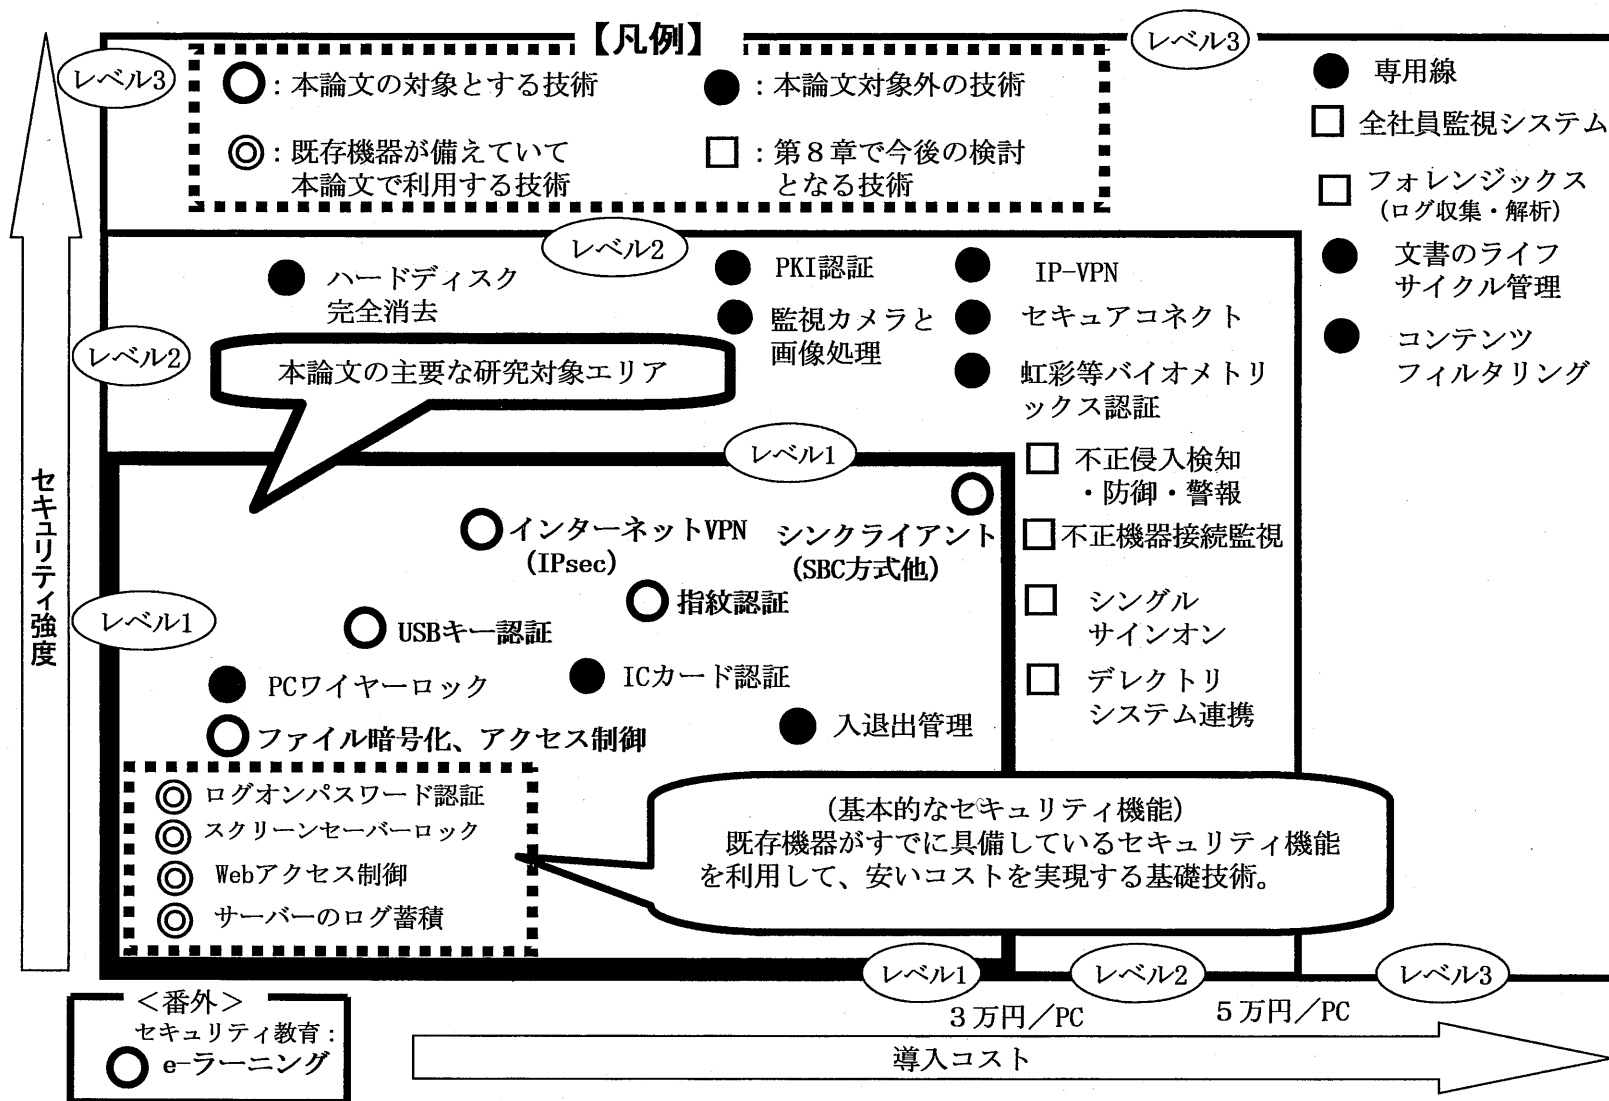 【凡例】
レベル3
レベル3
：本論文の対象とする技術
：本論文対象外の技術
：既存機器が備えていて
本論文で利用する技術
：第８章で今後の検討
となる技術
専用線
全社員監視システム
フォレンジックス
(ログ収集・解析)
文書のライフ
サイクル管理
コンテンツ
フィルタリング
レベル2
レベル2
ハードディスク
完全消去
PKI認証
監視カメラと
画像処理
IP-VPN
セキュアコネクト
虹彩等バイオメトリ
ックス認証
本論文の主要な研究対象エリア
不正侵入検知
・防御・警報
不正機器接続監視
シングル
サインオン
デレクトリ
システム連携
セキュリティ強度
レベル1
レベル1
インターネットVPN
(IPsec)
シンクライアント
(SBC方式他)
指紋認証
USBキー認証
PCワイヤーロック
ICカード認証
ファイル暗号化、アクセス制御
入退出管理
ログオンパスワード認証
スクリーンセーバーロック
Webアクセス制御
サーバーのログ蓄積
(基本的なセキュリティ機能)
既存機器がすでに具備しているセキュリティ機能
を利用して、安いコストを実現する基礎技術。
レベル1
レベル2
レベル3
３万円／PC
５万円／PC
導入コスト
＜番外＞
セキュリティ教育：
e-ラーニング